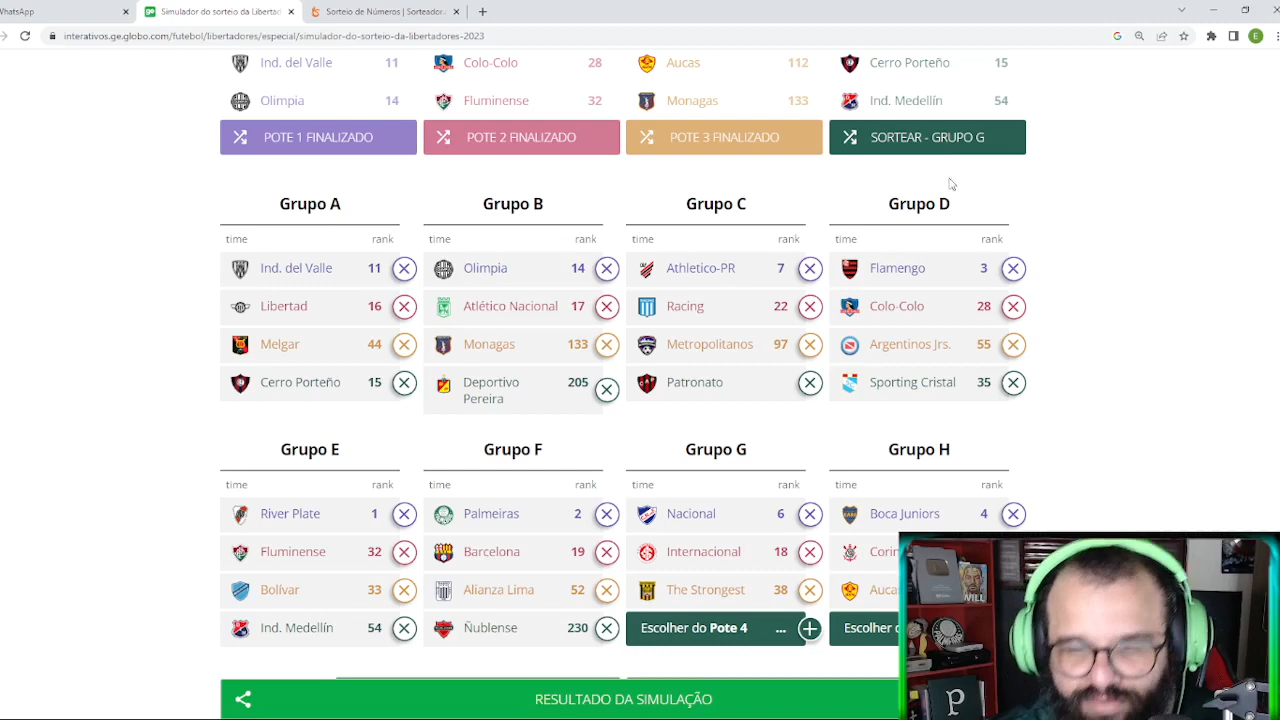 WhatsApp
Simulador do sorteio da Libertad
Sorteio de Números | Sorteador.
interativos.ge.globo.com/futebol/libertadores/especial/simulador-do-sorteio-da-libertadores-2023
Ind. del Valle 11 Colo-Colo 28 Aucas 112 Cerro Porteño 15
Olimpia 14 Fluminense 32 Monagas 133 Ind. Medellín 54
POTE 1 FINALIZADO POTE 2 FINALIZADO POTE 3 FINALIZADO SORTEAR - GRUPO G
Grupo A Grupo B Grupo C Grupo D
time rank time rank time rank time rank
Ind. del Valle 11 Olimpia 14 Athletico-PR 7 Flamengo 3
Libertad 16 Atlético Nacional 17 Racing 22 Colo-Colo 28
Melgar 44 Monagas 133 Metropolitanos 97 Argentinos Jrs. 55
Cerro Porteño 15 Deportivo Pereira 205 Patronato Sporting Cristal 35
Grupo E Grupo F Grupo G Grupo H
time rank time rank time rank time rank
River Plate 1 Palmeiras 2 Nacional 6 Boca Juniors 4
Fluminense 32 Barcelona 19 Internacional 18 Corin
Bolívar 33 Alianza Lima 52 The Strongest 38 Auca
Ind. Medellín 54 Ñublense 230 Escolher do Pote 4 ... Escolher d
RESULTADO DA SIMULAÇÃO